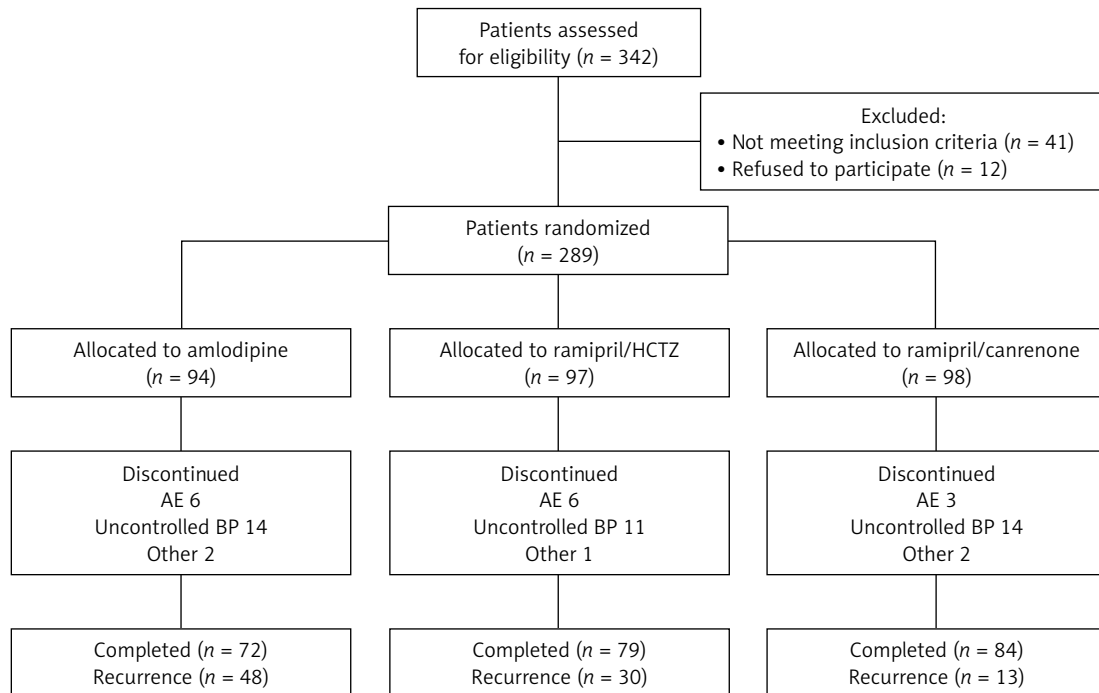 Patients assessed
for eligibility (n = 342)
Excluded:
• Not meeting inclusion criteria (n = 41)
• Refused to participate (n = 12)
Patients randomized
(n = 289)
Allocated to amlodipine
(n = 94)
Allocated to ramipril/HCTZ
(n = 97)
Allocated to ramipril/canrenone
(n = 98)
Discontinued
AE 6
Uncontrolled BP 14
Other 2
Discontinued
AE 6
Uncontrolled BP 11
Other 1
Discontinued
AE 3
Uncontrolled BP 14
Other 2
Completed (n = 72)
Recurrence (n = 48)
Completed (n = 79)
Recurrence (n = 30)
Completed (n = 84)
Recurrence (n = 13)